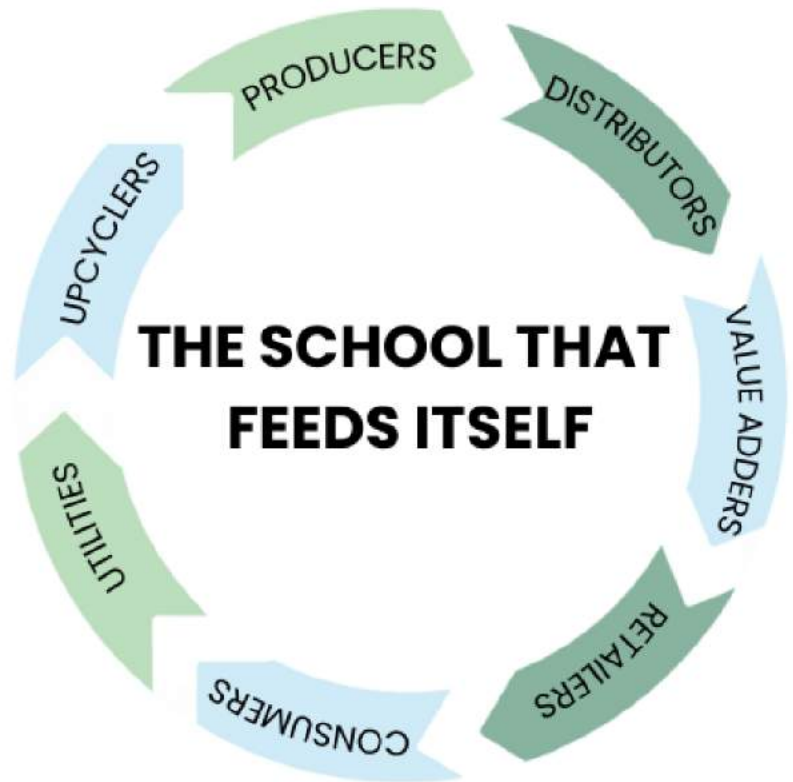 PRODUCERS
DISTRIBUTORS
VALUE ADDERS
RETAILERS
CONSUMERS
UTILITIES
UPCYCLERS
THE SCHOOL THAT
FEEDS ITSELF